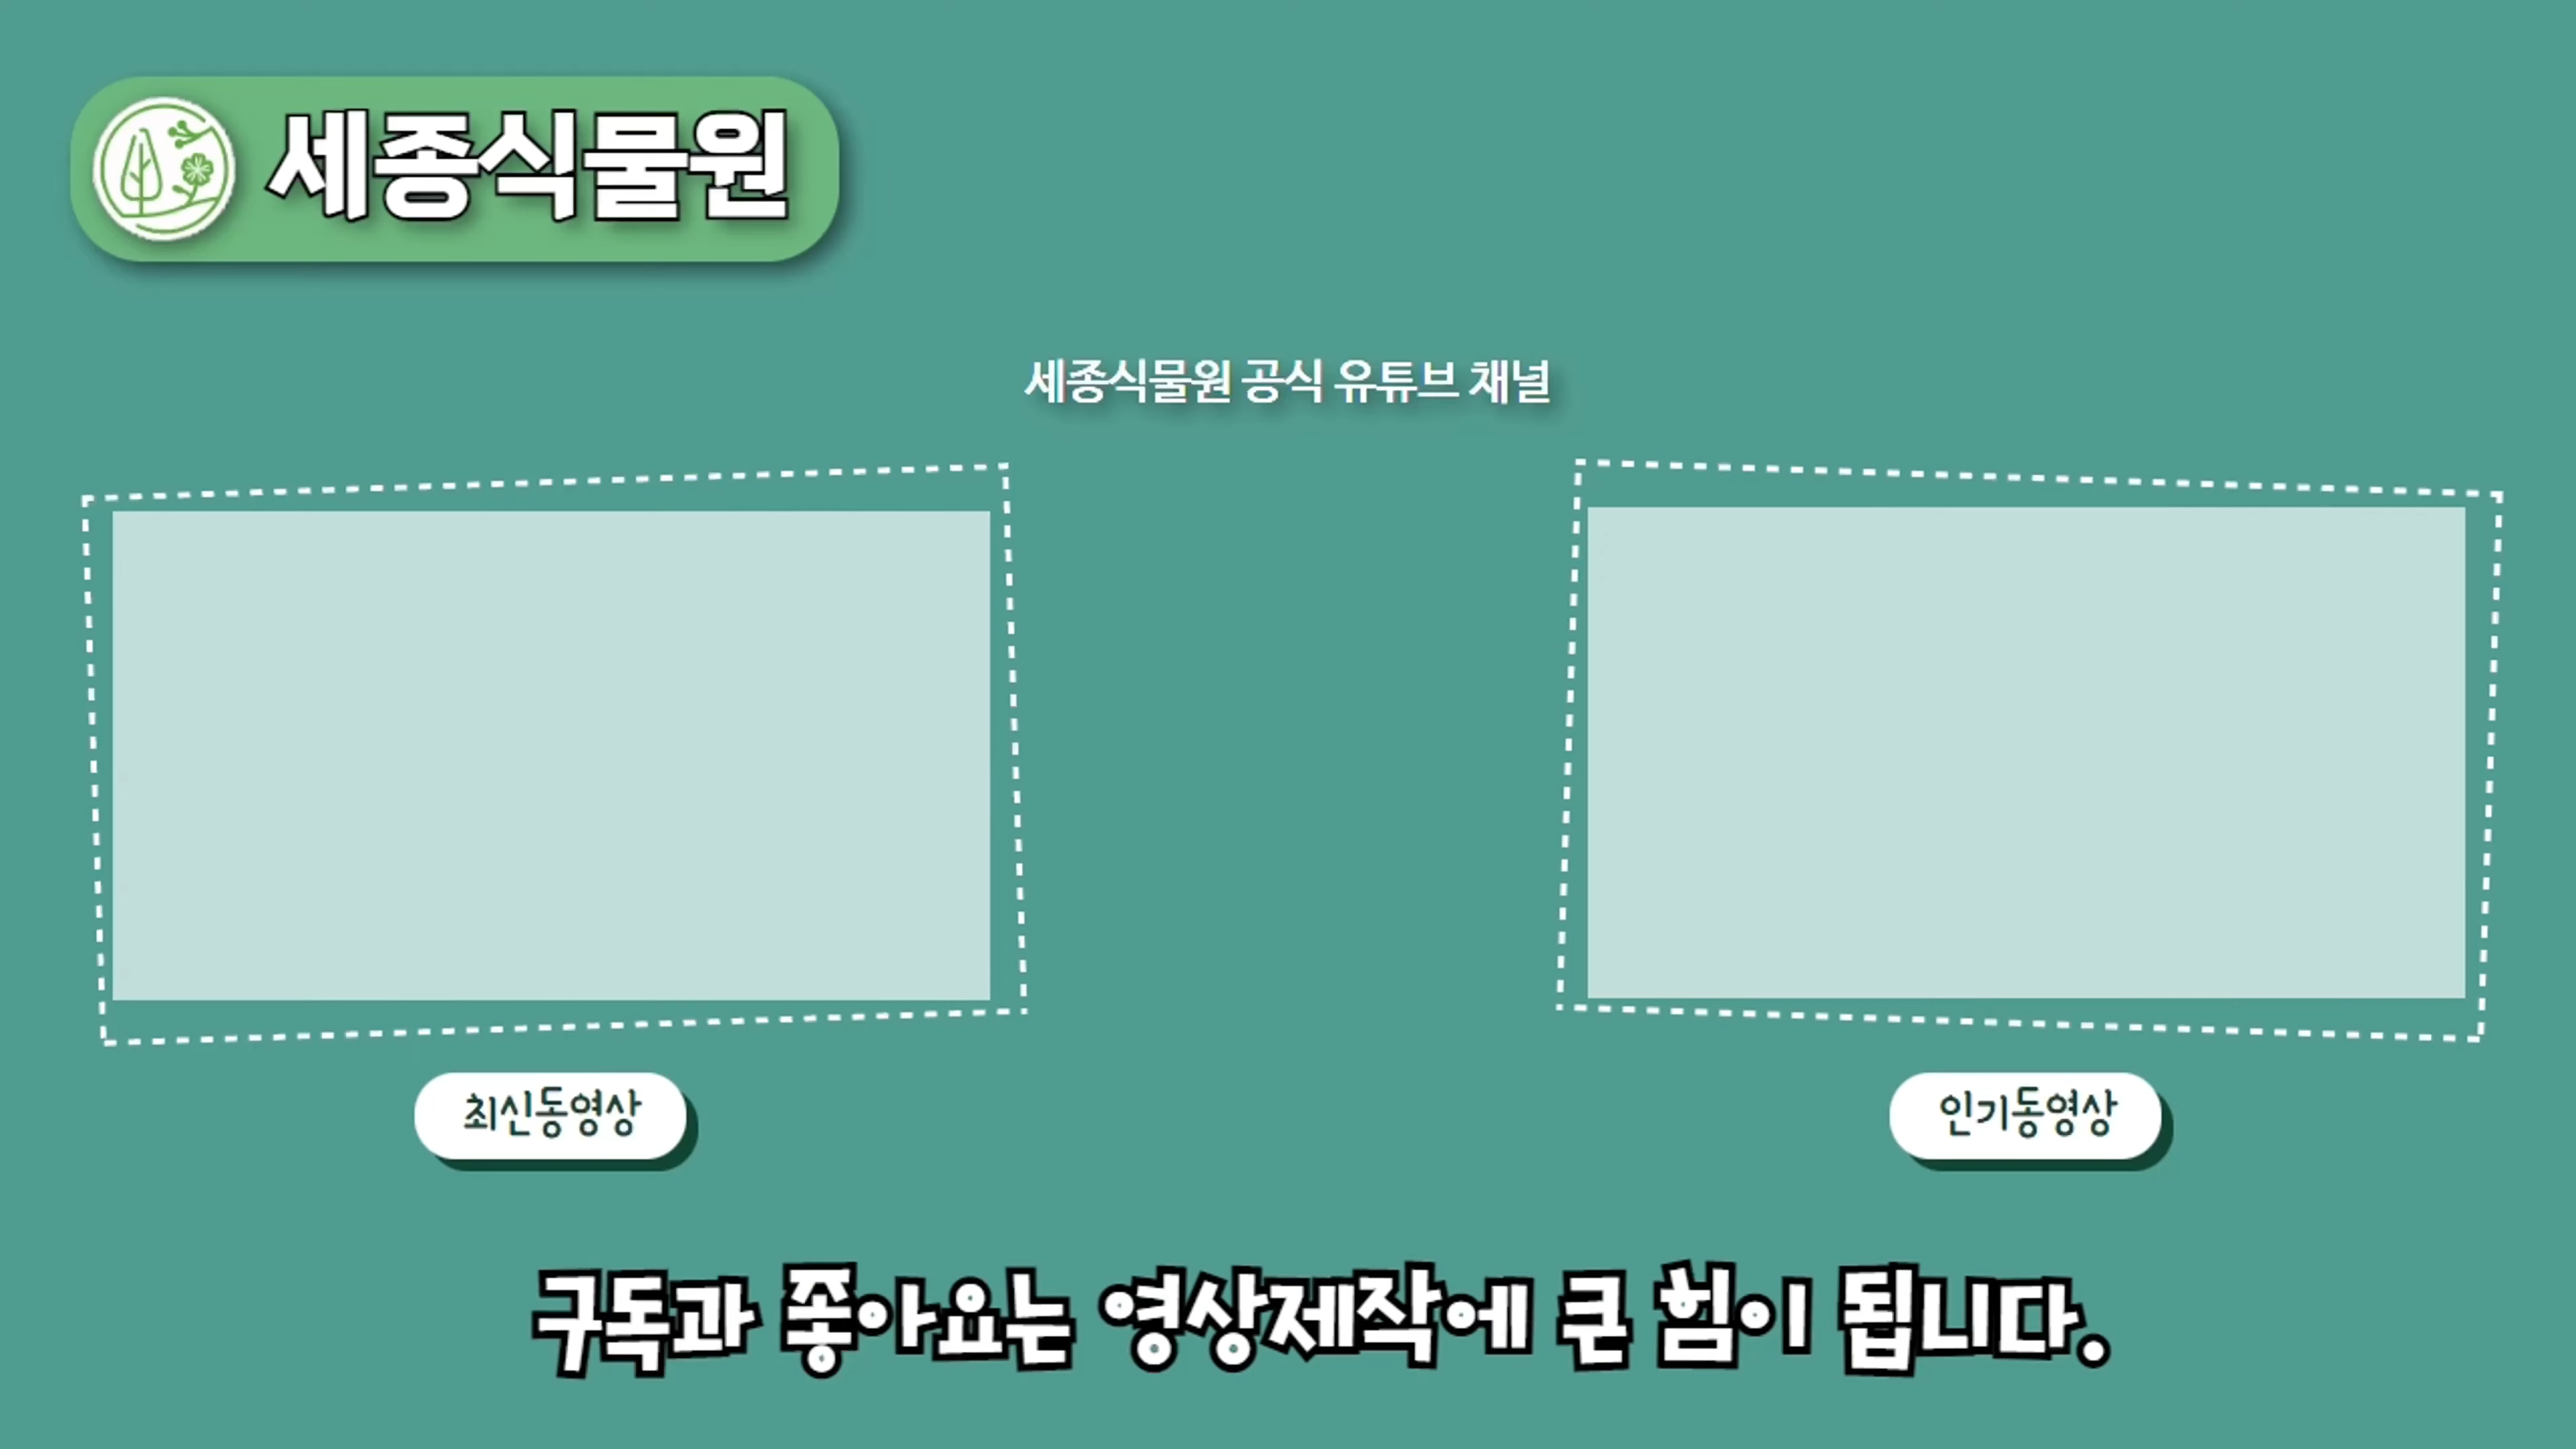 세종식물원
세종식물원 공식 유튜브 채널
최신동영상
인기동영상
구독과 좋아요는 영상제작에 큰 힘이 됩니다.